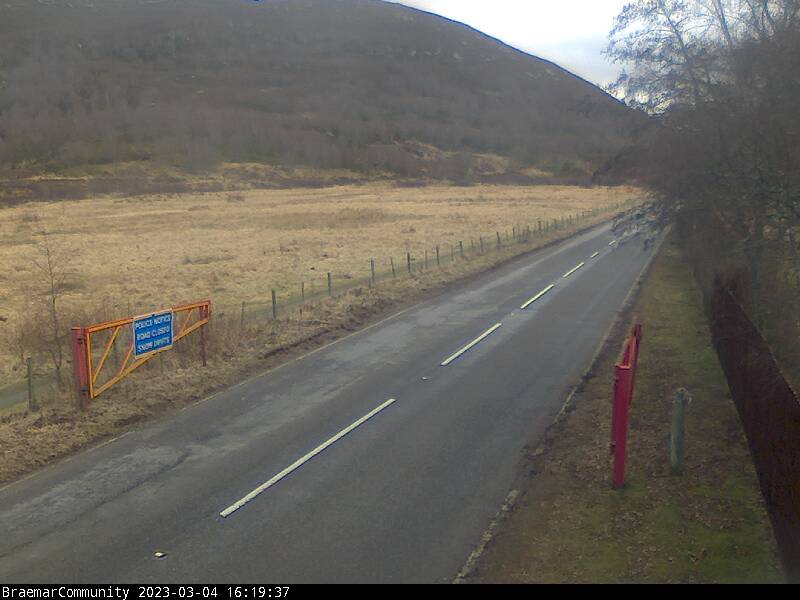 POLICE NOTICE
ROAD CLOSED
SNOW DRIFTS
BraemarCommunity 2023-03-04 16:19:37